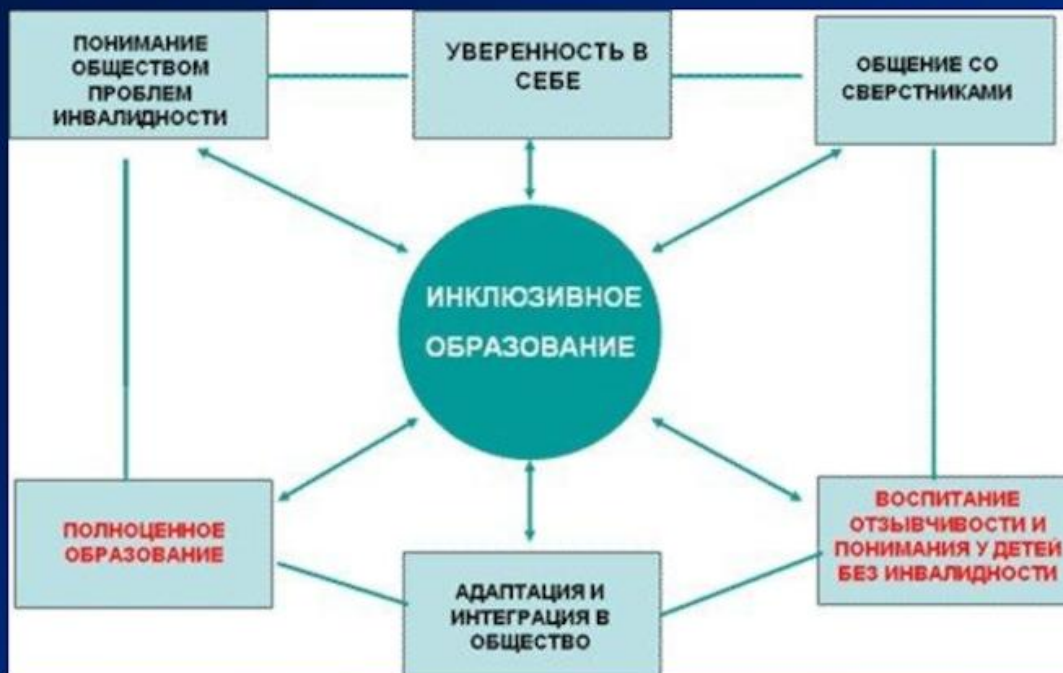 ПОНИМАНИЕ
ОБЩЕСТВОМ
ПРОБЛЕМ
ИНВАЛИДНОСТИ
УВЕРЕННОСТЬ В
СЕБЕ
ОБЩЕНИЕ СО
СВЕРСТНИКАМИ
ИНКЛЮЗИВНОЕ
ОБРАЗОВАНИЕ
ПОЛНОЦЕННОЕ
ОБРАЗОВАНИЕ
АДАПТАЦИЯ И
ИНТЕГРАЦИЯ В
ОБЩЕСТВО
ВОСПИТАНИЕ
ОТЗЫВЧИВОСТИ И
ПОНИМАНИЯ У ДЕТЕЙ
БЕЗ ИНВАЛИДНОСТИ